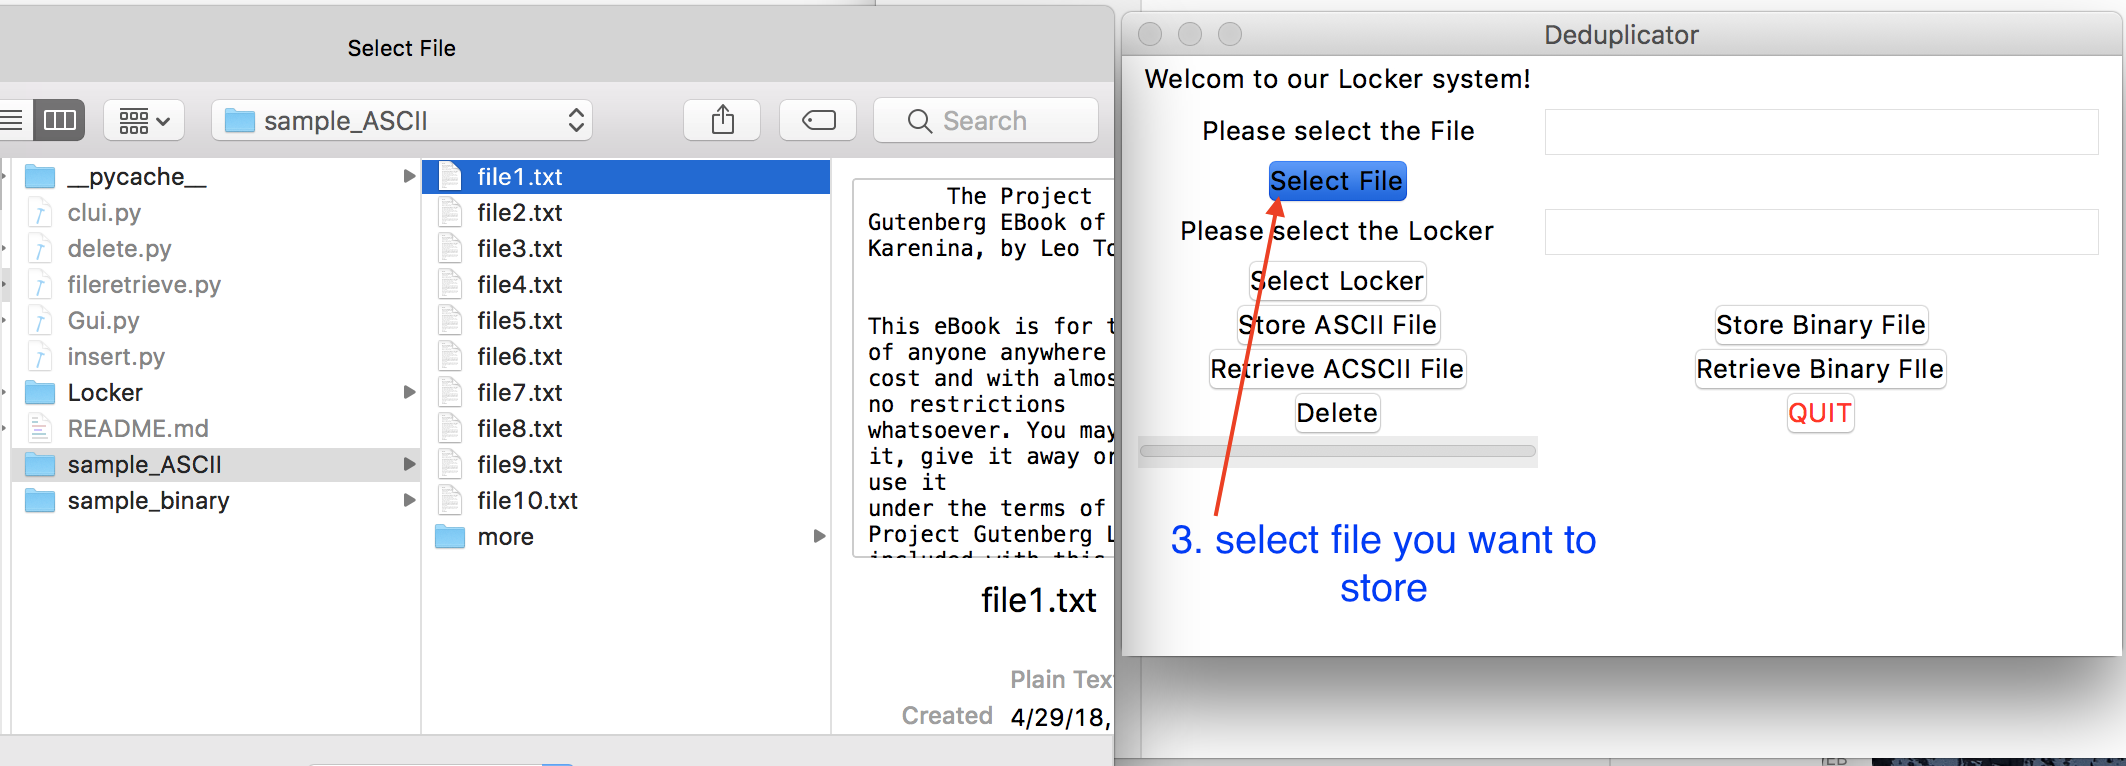 Select File
sample_ASCII
Search
__pycache__
clui.py
delete.py
fileretrieve.py
Gui.py
insert.py
Locker
README.md
sample_ASCII
sample_binary
file1.txt
file2.txt
file3.txt
file4.txt
file5.txt
file6.txt
file7.txt
file8.txt
file9.txt
file10.txt
more
The Project
Gutenberg EBook of
Karenina, by Leo To
This eBook is for t
of anyone anywhere
cost and with almos
no restrictions
whatsoever. You may
it, give it away or
use it
under the terms of
Project Gutenberg L
included with this
file1.txt
Plain Tex
Created 4/29/18,
Deduplicator
Welcom to our Locker system!
Please select the File
Select File
Please select the Locker
Select Locker
Store ASCII File
Store Binary File
Retrieve ACSCII File
Retrieve Binary FIle
Delete
QUIT
3. select file you want to
store